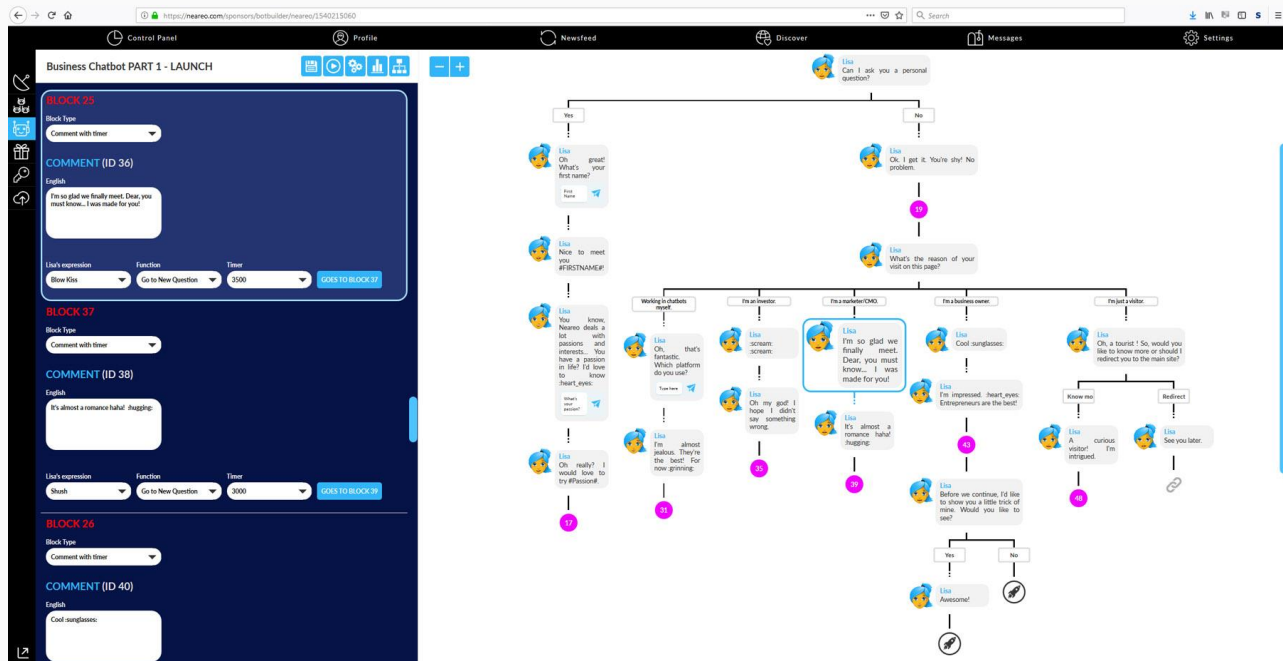 https://neareo.com/sponsors/botbuilder/neareo/1540215060
Search
Control Panel
Profile
Newsfeed
Discover
Messages
Settings
Business Chatbot PART 1 - LAUNCH
BLOCK 25
Block Type
Comment with timer
COMMENT (ID 36)
English
I'm so glad we finally meet. Dear, you
must know... I was made for you!
Lisa's expression
Function
Timer
Blow Kiss
Go to New Question
3500
GOES TO BLOCK 37
BLOCK 37
Block Type
Comment with timer
COMMENT (ID 38)
English
It's almost a romance haha! :hugging:
Lisa's expression
Function
Timer
Shush
Go to New Question
3000
GOES TO BLOCK 39
BLOCK 26
Block Type
Comment with timer
COMMENT (ID 40)
English
Cool :sunglasses:
- +
Lisa
Can I ask you a personal
question?
Yes
No
Lisa
Oh great!
What's your
first name?
First
Name
Lisa
Ok, I get it. You're shy! No
problem.
19
Lisa
Nice to meet
you
#FIRSTNAME#!
Lisa
What's the reason of your
visit on this page?
Working in chatbots
myself.
I'm an investor.
I'm a marketer/CMO.
I'm a business owner.
I'm just a visitor.
Lisa
You know,
Neareo deals a
lot with
passions and
interests... You
have a passion
in life? I'd love
to know
:heart_eyes:
What's
your
passion?
Lisa
Oh, that's
fantastic.
Which platform
do you use?
Type here
Lisa
:scream:
:scream:
Lisa
I'm so glad we
finally meet.
Dear, you must
know... I was
made for you!
Lisa
Cool :sunglasses:
Lisa
Oh, a tourist ! So, would you
like to know more or should I
redirect you to the main site?
Lisa
Oh my god! I
hope I didn't
say something
wrong.
Lisa
It's almost a
romance haha!
:hugging:
Lisa
I'm impressed. :heart_eyes:
Entrepreneurs are the best!
Know mo
Redirect
Lisa
Oh really? I
would love to
try #Passion#.
Lisa
I'm almost
jealous. They're
the best! For
now :grinning:
Lisa
A curious
visitor! I'm
intrigued.
Lisa
See you later.
17
31
35
39
43
48
Lisa
Before we continue, I'd like
to show you a little trick of
mine. Would you like to
see?
Yes
No
Lisa
Awesome!